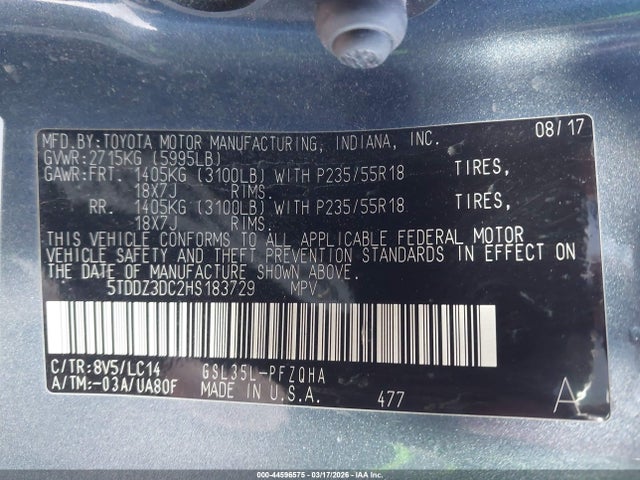 MFD.BY:TOYOTA MOTOR MANUFACTURING, INDIANA, INC. 08/17
GVWR:2715KG (5995LB)
GAWR:FRT. 1405KG (3100LB) WITH P235/55R18 TIRES,
18X7J RIMS.
RR. 1405KG (3100LB) WITH P235/55R18 TIRES,
18X7J RIMS.
THIS VEHICLE CONFORMS TO ALL APPLICABLE FEDERAL MOTOR
VEHICLE SAFETY AND THEFT PREVENTION STANDARDS IN EFFECT ON
THE DATE OF MANUFACTURE SHOWN ABOVE.
5TDDZ3DC2HS183729 MPV
C/TR:8V5/LC14 GSL35L-PFZQHA
A/TM:-03A/UA80F MADE IN U.S.A. 477 A
000-44596575 - 03/17/2026 - IAA Inc.